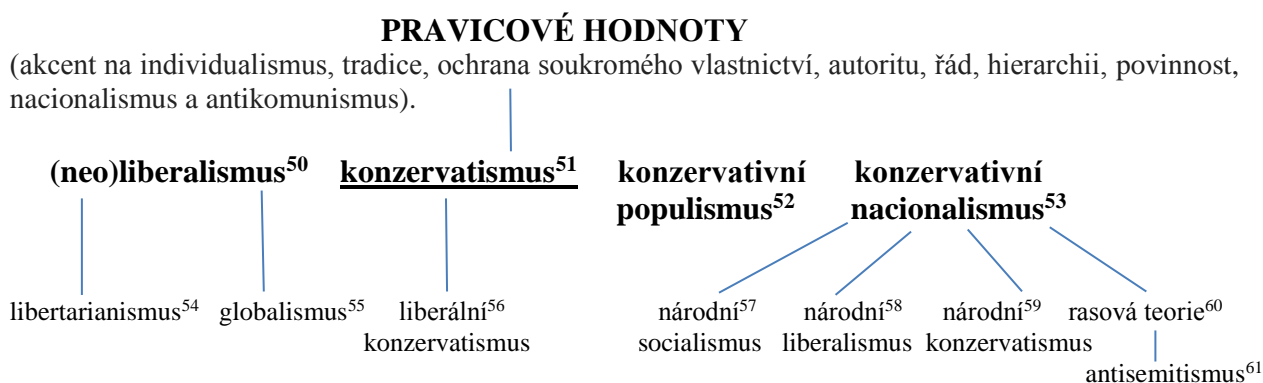 PRAVICOVÉ HODNOTY
(akcent na individualismus, tradice, ochrana soukromého vlastnictví, autoritu, řád, hierarchii, povinnost,
nacionalismus a antikomunismus).
(neo)liberalismus⁵⁰ konzervatismus⁵¹ konzervativní konzervativní
populismus⁵² nacionalismus⁵³
libertarianismus⁵⁴ globalismus⁵⁵ liberální⁵⁶ národní⁵⁷ národní⁵⁸ národní⁵⁹ rasová teorie⁶⁰
konzervatismus socialismus liberalismus konzervatismus
antisemitismus⁶¹